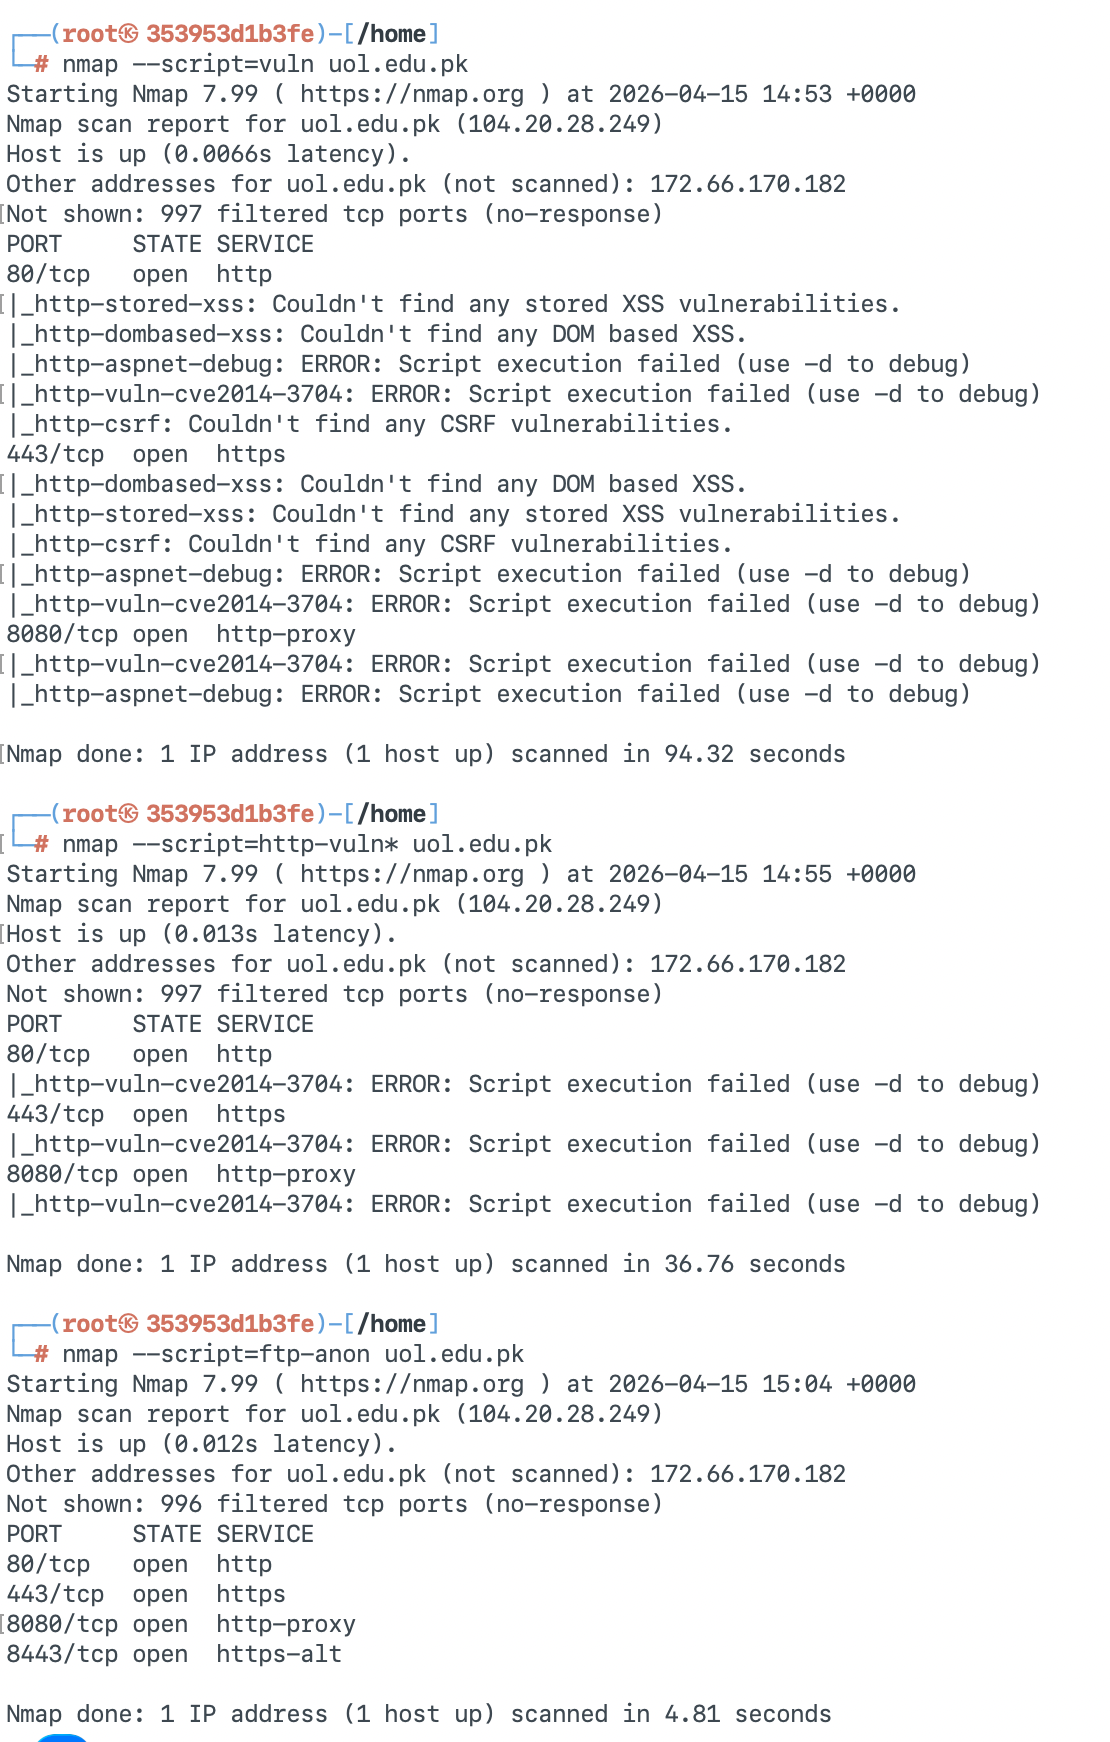 ┌──(root㉿353953d1b3fe)-[/home]
└─# nmap --script=vuln uol.edu.pk
Starting Nmap 7.99 ( https://nmap.org ) at 2026-04-15 14:53 +0000
Nmap scan report for uol.edu.pk (104.20.28.249)
Host is up (0.0066s latency).
Other addresses for uol.edu.pk (not scanned): 172.66.170.182
Not shown: 997 filtered tcp ports (no-response)
PORT     STATE SERVICE
80/tcp   open  http
|_http-stored-xss: Couldn't find any stored XSS vulnerabilities.
|_http-dombased-xss: Couldn't find any DOM based XSS.
|_http-aspnet-debug: ERROR: Script execution failed (use -d to debug)
|_http-vuln-cve2014-3704: ERROR: Script execution failed (use -d to debug)
|_http-csrf: Couldn't find any CSRF vulnerabilities.
443/tcp  open  https
|_http-dombased-xss: Couldn't find any DOM based XSS.
|_http-stored-xss: Couldn't find any stored XSS vulnerabilities.
|_http-csrf: Couldn't find any CSRF vulnerabilities.
|_http-aspnet-debug: ERROR: Script execution failed (use -d to debug)
|_http-vuln-cve2014-3704: ERROR: Script execution failed (use -d to debug)
8080/tcp open  http-proxy
|_http-vuln-cve2014-3704: ERROR: Script execution failed (use -d to debug)
|_http-aspnet-debug: ERROR: Script execution failed (use -d to debug)
Nmap done: 1 IP address (1 host up) scanned in 94.32 seconds
┌──(root㉿353953d1b3fe)-[/home]
└─# nmap --script=http-vuln* uol.edu.pk
Starting Nmap 7.99 ( https://nmap.org ) at 2026-04-15 14:55 +0000
Nmap scan report for uol.edu.pk (104.20.28.249)
Host is up (0.013s latency).
Other addresses for uol.edu.pk (not scanned): 172.66.170.182
Not shown: 997 filtered tcp ports (no-response)
PORT     STATE SERVICE
80/tcp   open  http
|_http-vuln-cve2014-3704: ERROR: Script execution failed (use -d to debug)
443/tcp  open  https
|_http-vuln-cve2014-3704: ERROR: Script execution failed (use -d to debug)
8080/tcp open  http-proxy
|_http-vuln-cve2014-3704: ERROR: Script execution failed (use -d to debug)
Nmap done: 1 IP address (1 host up) scanned in 36.76 seconds
┌──(root㉿353953d1b3fe)-[/home]
└─# nmap --script=ftp-anon uol.edu.pk
Starting Nmap 7.99 ( https://nmap.org ) at 2026-04-15 15:04 +0000
Nmap scan report for uol.edu.pk (104.20.28.249)
Host is up (0.012s latency).
Other addresses for uol.edu.pk (not scanned): 172.66.170.182
Not shown: 996 filtered tcp ports (no-response)
PORT     STATE SERVICE
80/tcp   open  http
443/tcp  open  https
8080/tcp open  http-proxy
8443/tcp open  https-alt
Nmap done: 1 IP address (1 host up) scanned in 4.81 seconds